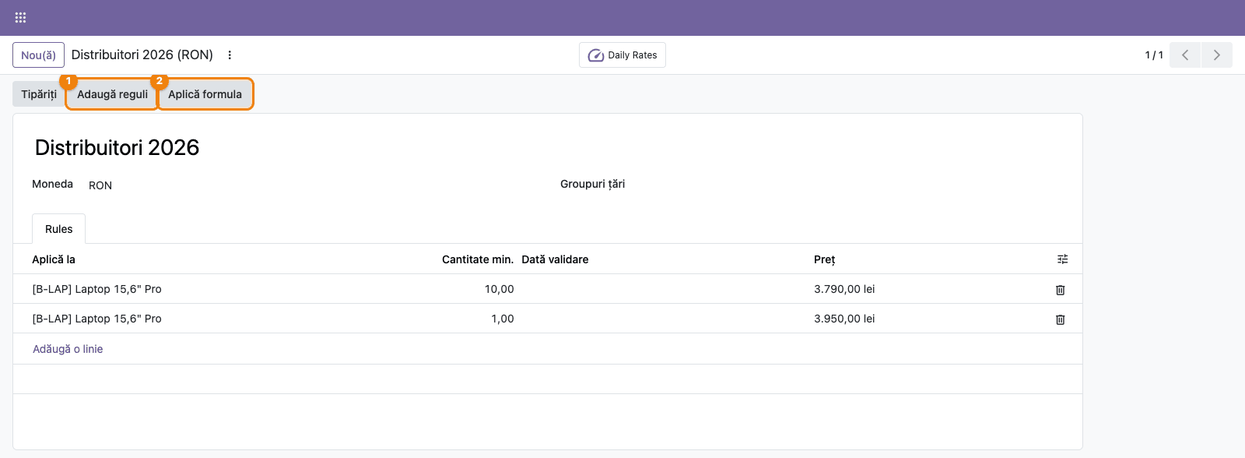 Nou(ă) Distribuitori 2026 (RON) Daily Rates 1 / 1
1 2
Tipăriți Adaugă reguli Aplică formula
Distribuitori 2026
Moneda RON Groupuri țări
Rules
Aplică la Cantitate min. Dată validare Preț
[B-LAP] Laptop 15,6" Pro 10,00 3.790,00 lei
[B-LAP] Laptop 15,6" Pro 1,00 3.950,00 lei
Adăugă o linie